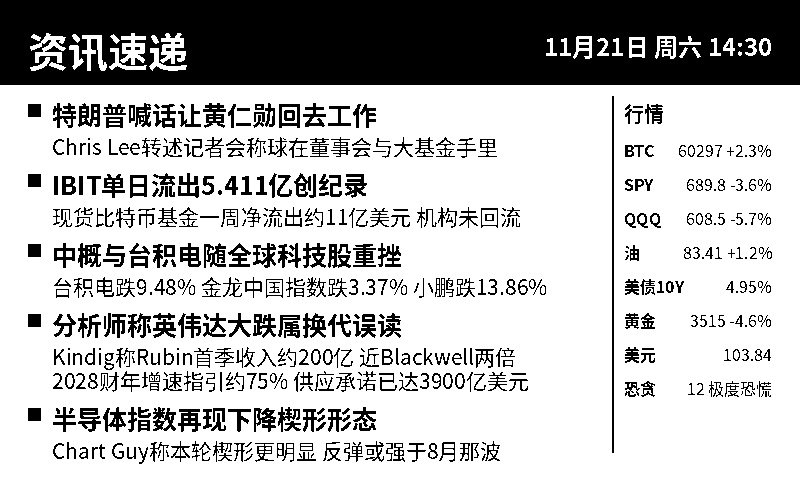 资讯速递
11月21日 周六 14:30
特朗普喊话让黄仁勋回去工作
Chris Lee转述记者会称球在董事会与大基金手里
IBIT单日流出5.411亿创纪录
现货比特币基金一周净流出约11亿美元 机构未回流
中概与台积电随全球科技股重挫
台积电跌9.48% 金龙中国指数跌3.37% 小鹏跌13.86%
分析师称英伟达大跌属换代误读
Kindig称Rubin首季收入约200亿 近Blackwell两倍
2028财年增速指引约75% 供应承诺已达3900亿美元
半导体指数再现下降楔形形态
Chart Guy称本轮楔形更明显 反弹或强于8月那波
行情
BTC 60297 +2.3%
SPY 689.8 -3.6%
QQQ 608.5 -5.7%
油 83.41 +1.2%
美债10Y 4.95%
黄金 3515 -4.6%
美元 103.84
恐贪 12 极度恐慌